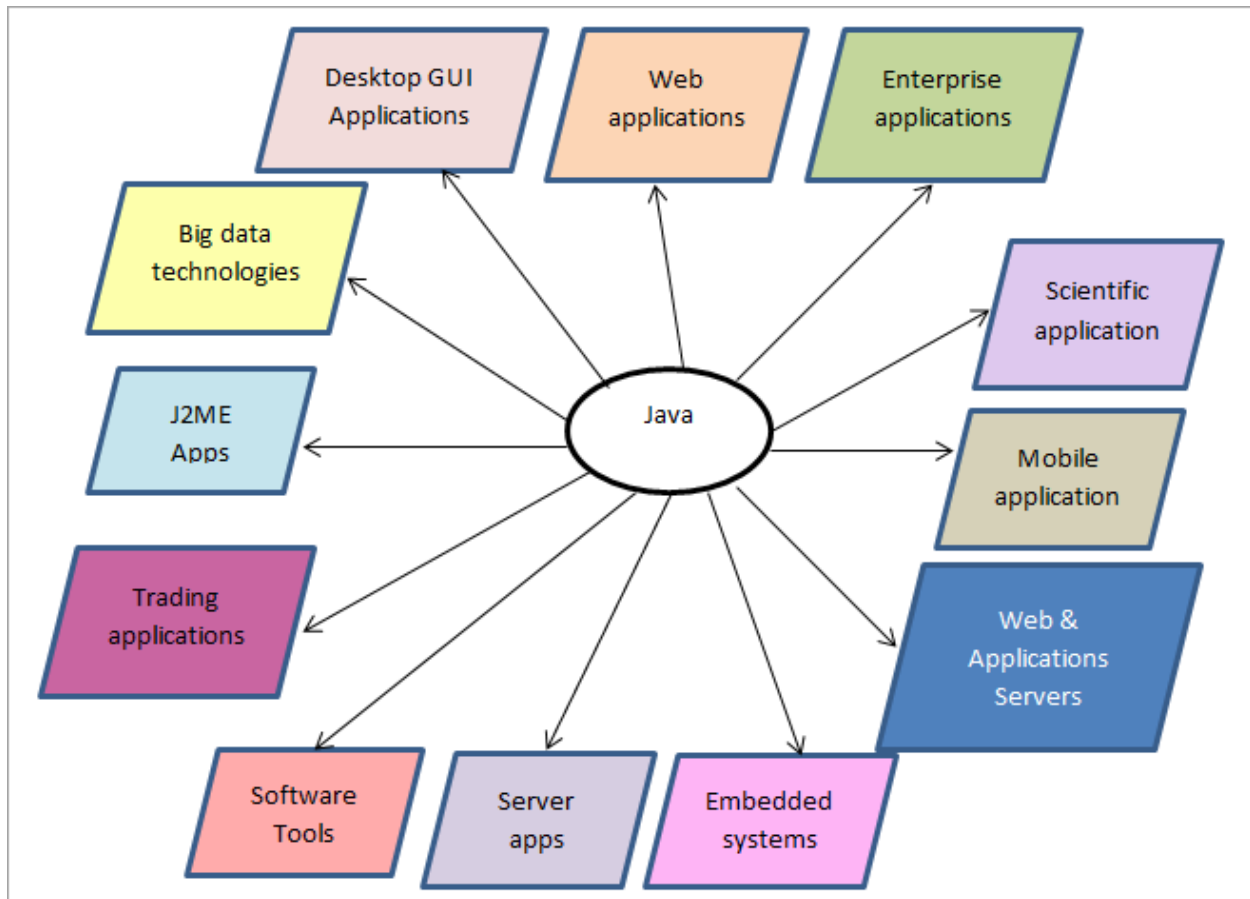 Desktop GUI
Applications
Web
applications
Enterprise
applications
Big data
technologies
Scientific
application
J2ME
Apps
Java
Mobile
application
Trading
applications
Web &
Applications
Servers
Software
Tools
Server
apps
Embedded
systems